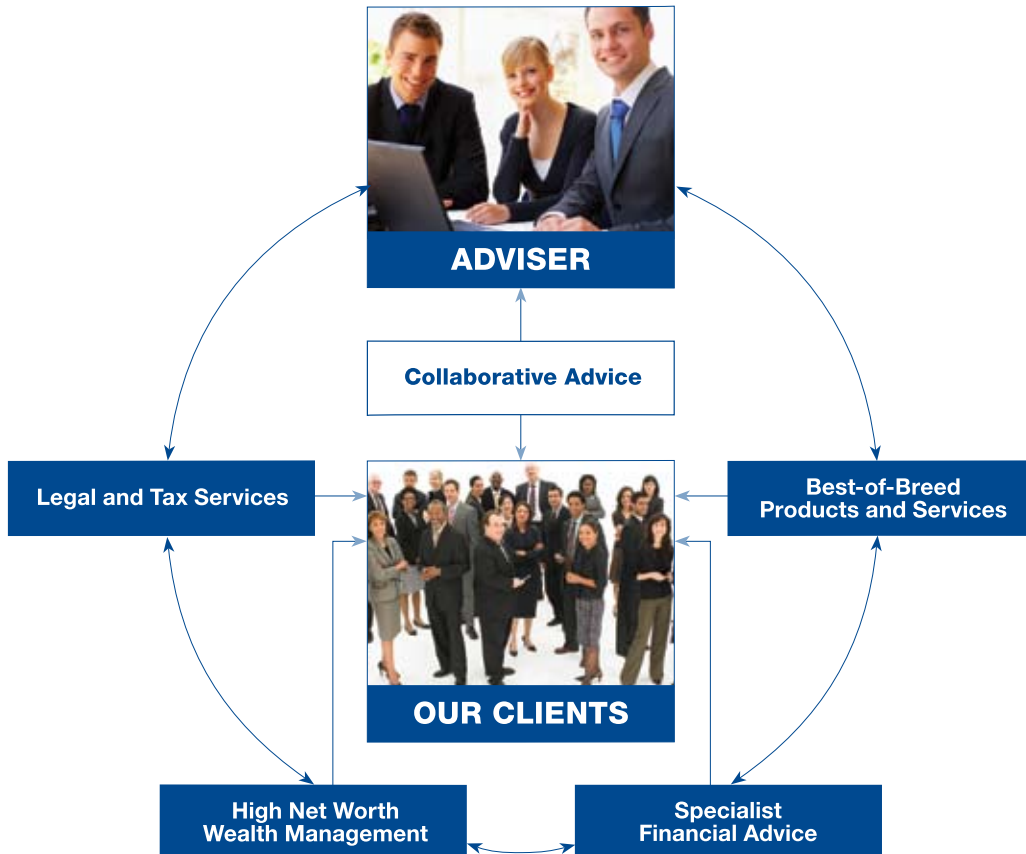 ADVISER
Collaborative Advice
Legal and Tax Services
Best-of-Breed
Products and Services
OUR CLIENTS
High Net Worth
Wealth Management
Specialist
Financial Advice